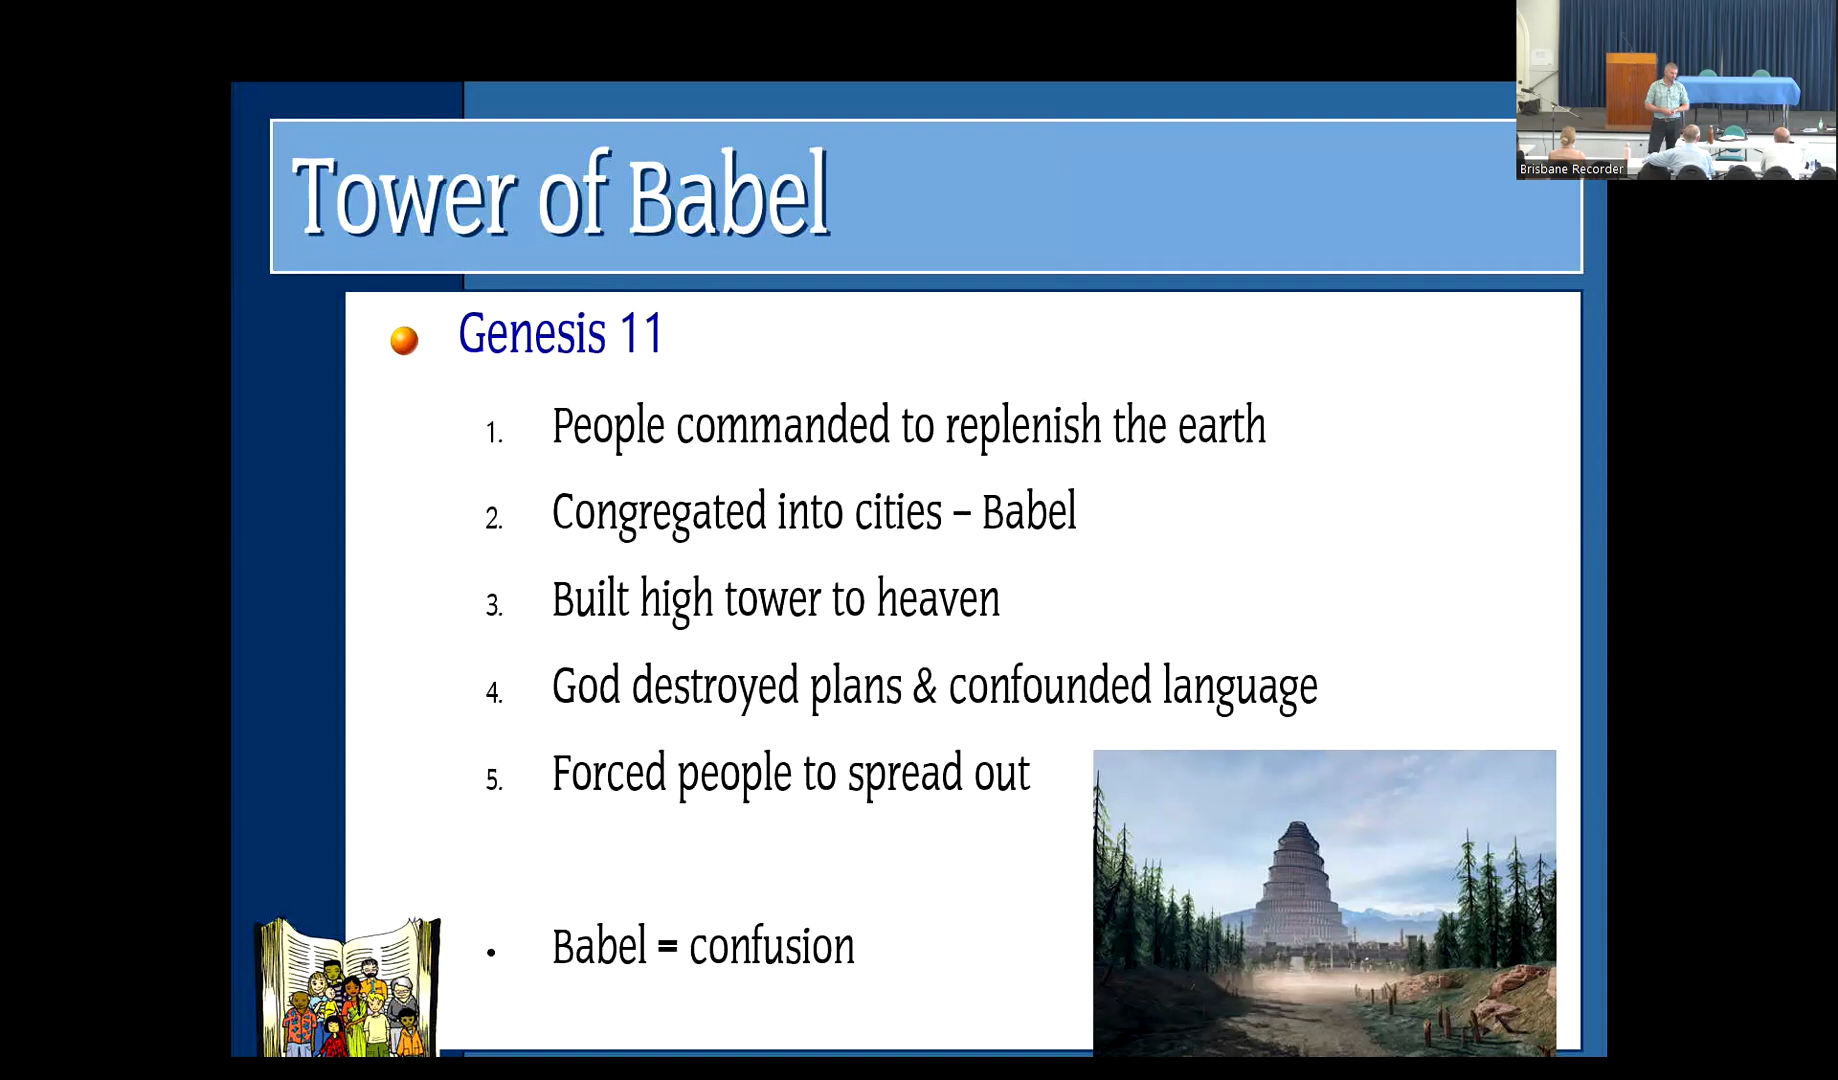 Tower of Babel
Brisbane Recorder
Genesis 11
1. People commanded to replenish the earth
2. Congregated into cities – Babel
3. Built high tower to heaven
4. God destroyed plans & confounded language
5. Forced people to spread out
• Babel = confusion